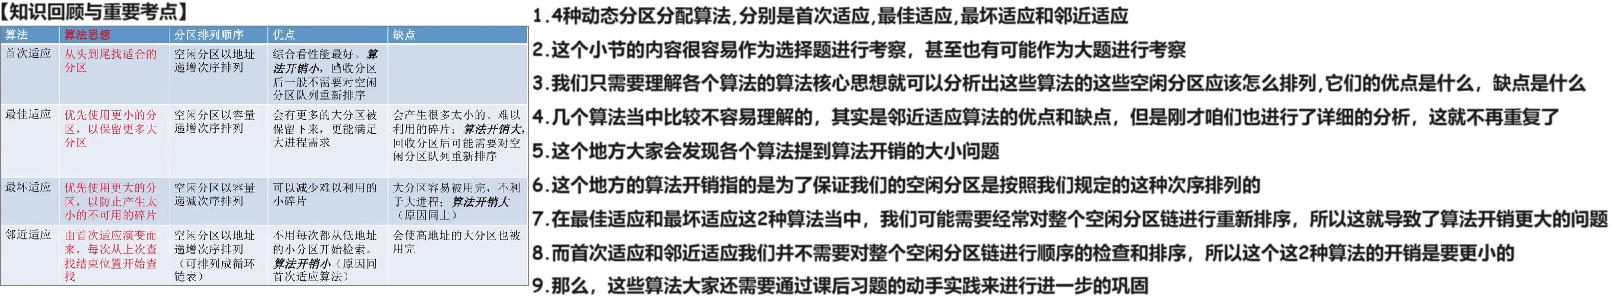 【知识回顾与重要考点】
算法 算法思想 分区排列顺序 优点 缺点
首次适应 从头到尾找适合的 空闲分区以地址 综合看性能最好。算
分区 递增次序排列 法开销小，回收分区
后一般不需要对空闲
分区队列重新排序
最佳适应 优先使用更小的分 空闲分区以容量 会有更多的大分区被 会产生很多太小的、难以
区，以保留更多大 递增次序排列 保留下来，更能满足 利用的碎片；算法开销大，
分区 大进程需求 回收分区后可能需要对空
闲分区队列重新排序
最坏适应 优先使用更大的分 空闲分区以容量 可以减少难以利用的 大分区容易被用完，不利
区，以防止产生太 递减次序排列 小碎片 于大进程；算法开销大
小的不可用的碎片 （原因同上）
邻近适应 由首次适应演变而 空闲分区以地址 不用每次都从低地址 会使高地址的大分区也被
来，每次从上次查 递增次序排列 的小分区开始检索。 用完
找结束位置开始查 （可排列成循环 算法开销小（原因同
找 链表） 首次适应算法）
1.4种动态分区分配算法,分别是首次适应,最佳适应,最坏适应和邻近适应
2.这个小节的内容很容易作为选择题进行考察，甚至也有可能作为大题进行考察
3.我们只需要理解各个算法的算法核心思想就可以分析出这些算法的这些空闲分区应该怎么排列,它们的优点是什么，缺点是什么
4.几个算法当中比较不容易理解的，其实是邻近适应算法的优点和缺点，但是刚才咱们也进行了详细的分析，这就不再重复了
5.这个地方大家会发现各个算法提到算法开销的大小问题
6.这个地方的算法开销指的是为了保证我们的空闲分区是按照我们规定的这种次序排列的
7.在最佳适应和最坏适应这2种算法当中，我们可能需要经常对整个空闲分区链进行重新排序，所以这就导致了算法开销更大的问题
8.而首次适应和邻近适应我们并不需要对整个空闲分区链进行顺序的检查和排序，所以这个这2种算法的开销是要更小的
9.那么，这些算法大家还需要通过课后习题的动手实践来进行进一步的巩固